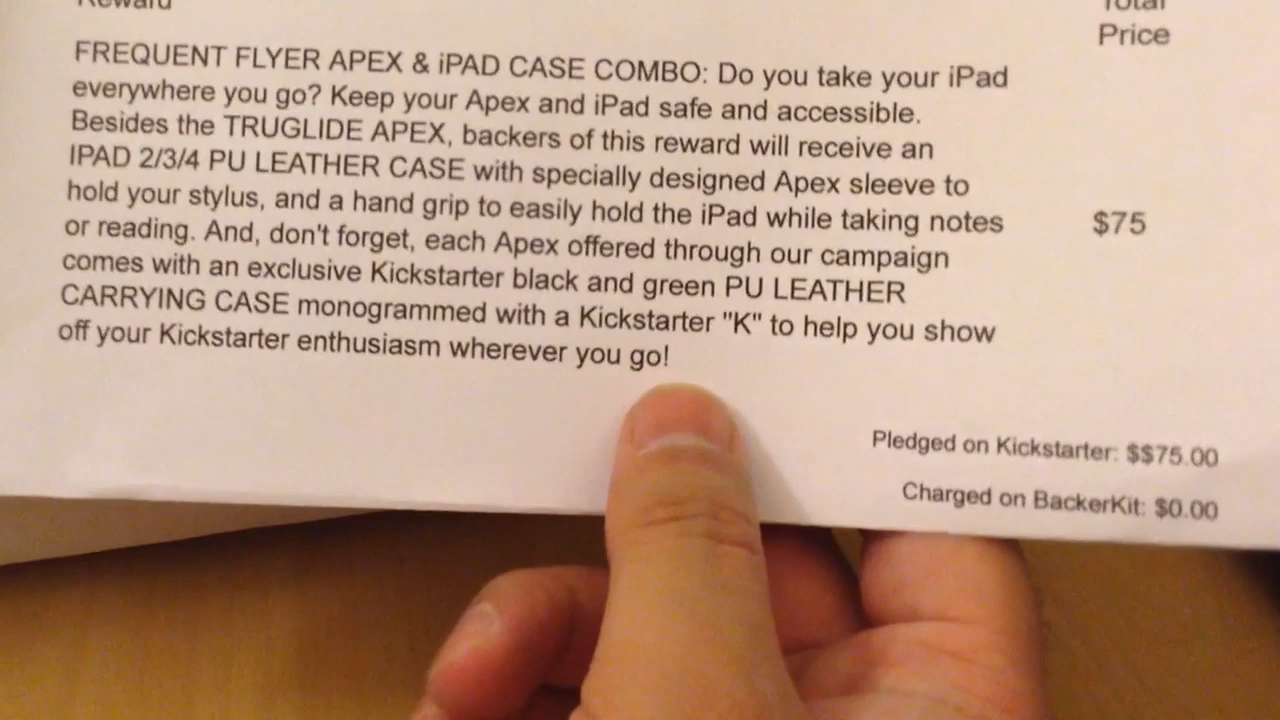 Reward Total
Price
FREQUENT FLYER APEX & iPAD CASE COMBO: Do you take your iPad
everywhere you go? Keep your Apex and iPad safe and accessible.
Besides the TRUGLIDE APEX, backers of this reward will receive an
IPAD 2/3/4 PU LEATHER CASE with specially designed Apex sleeve to
hold your stylus, and a hand grip to easily hold the iPad while taking notes $75
or reading. And, don't forget, each Apex offered through our campaign
comes with an exclusive Kickstarter black and green PU LEATHER
CARRYING CASE monogrammed with a Kickstarter "K" to help you show
off your Kickstarter enthusiasm wherever you go!
Pledged on Kickstarter: $$75.00
Charged on BackerKit: $0.00